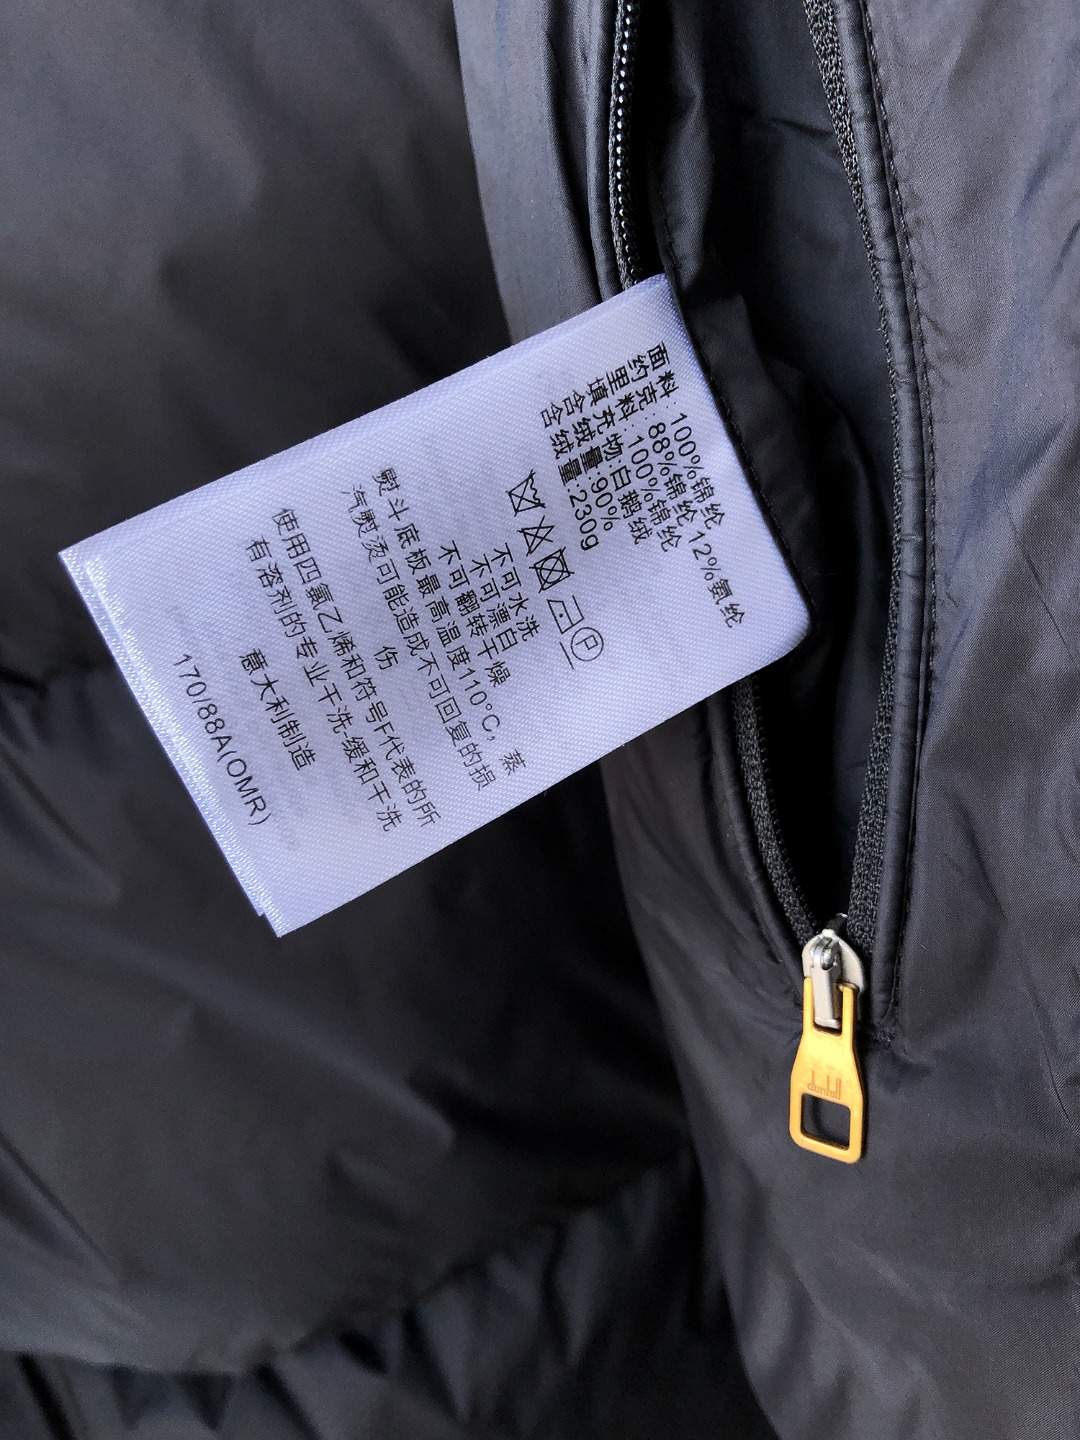 面料:100%锦纶
约克:88%锦纶 12%氨纶
里料:100%锦纶
填充物:白鹅绒
含绒量:90%
含绒量:230g
P
不可水洗
不可漂白
不可翻转干燥
熨斗底板最高温度110°C，蒸
汽熨烫可能造成不可回复的损
伤
使用四氯乙烯和符号F代表的所
有溶剂的专业干洗-缓和干洗
意大利制造
170/88A(OMR)
dunhill